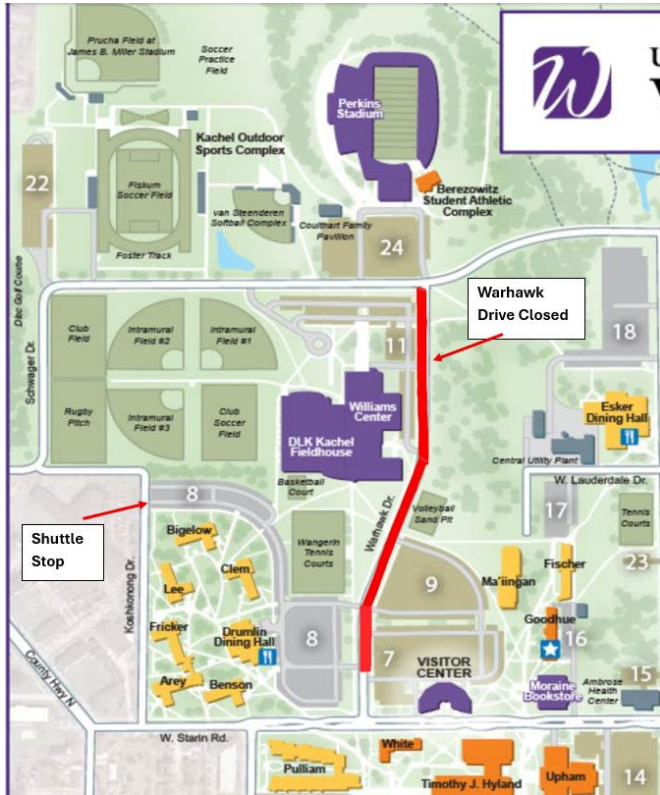 Prucha Field at
James B. Miller Stadium
Soccer
Practice
Field
U
W
Perkins
Stadium
Kachel Outdoor
Sports Complex
22
Fiskum
Soccer Field
van Steenderen
Softball Complex
Berezowitz
Student Athletic
Complex
Coulthart Family
Pavilion
24
Foster Track
Disc Golf Course
Schwager Dr.
Club
Field
Intramural
Field #2
Intramural
Field #1
11
Warhawk
Drive Closed
18
Rugby
Pitch
Intramural
Field #3
Club
Soccer
Field
Williams
Center
DLK Kachel
Fieldhouse
Esker
Dining Hall
Central Utility Plant
Basketball
Court
W. Lauderdale Dr.
8
Shuttle
Stop
Volleyball
Sand Pit
Warhawk Dr.
17
Tennis
Courts
Bigelow
Wangerin
Tennis
Courts
Clem
Lee
9
Ma'iingan
Fischer
23
Koshkonong Dr.
Fricker
Drumlin
Dining Hall
8
Goodhue
16
7
VISITOR
CENTER
Arey
Benson
Moraine
Bookstore
15
Ambrose
Health
Center
County Hwy N
W. Starin Rd.
White
Pulliam
Timothy J. Hyland
Upham
14